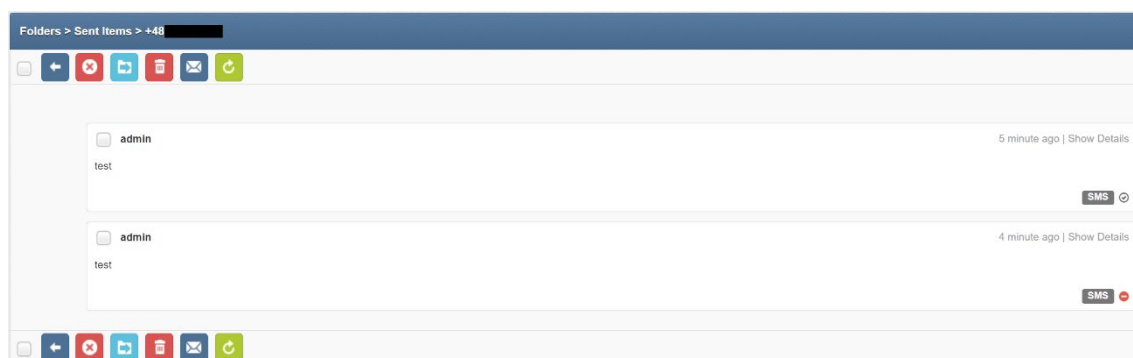 Folders > Sent Items > +48
admin
5 minute ago | Show Details
test
SMS
admin
4 minute ago | Show Details
test
SMS